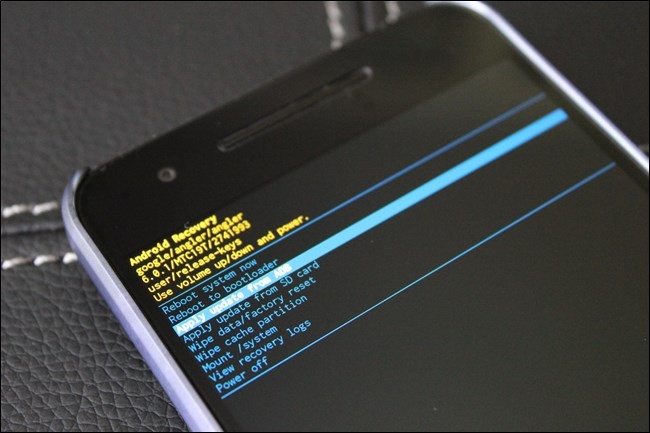 Android Recovery
google/angler/angler
6.0.1/MTC19T/2741993
user/release-keys
Use volume up/down and power.
Reboot system now
Reboot to bootloader
Apply update from ADB
Apply update from SD card
Wipe data/factory reset
Wipe cache partition
Mount /system
View recovery logs
Power off